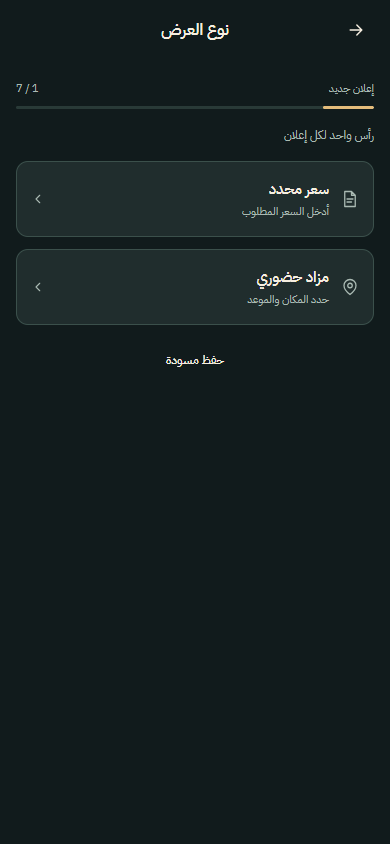 نوع العرض
إعلان جديد
7 / 1
رأس واحد لكل إعلان
سعر محدد
أدخل السعر المطلوب
مزاد حضوري
حدد المكان والموعد
حفظ مسودة